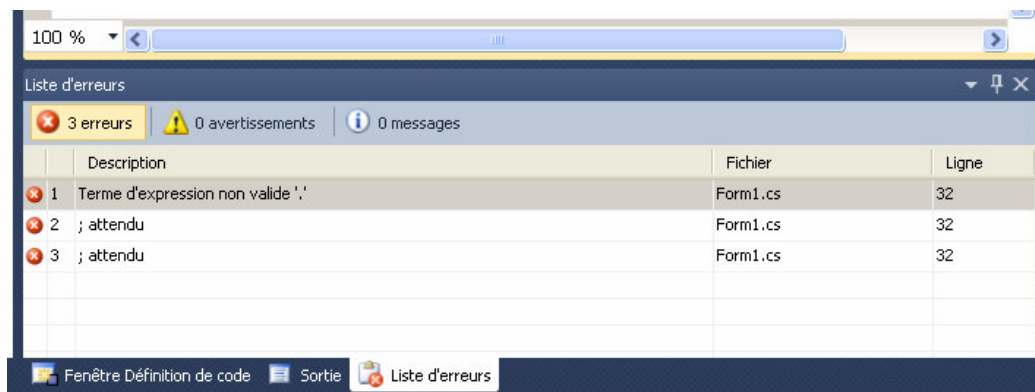 100 %
Liste d'erreurs
3 erreurs 0 avertissements 0 messages
Description Fichier Ligne
1 Terme d'expression non valide '.' Form1.cs 32
2 ; attendu Form1.cs 32
3 ; attendu Form1.cs 32
Fenêtre Définition de code Sortie Liste d'erreurs